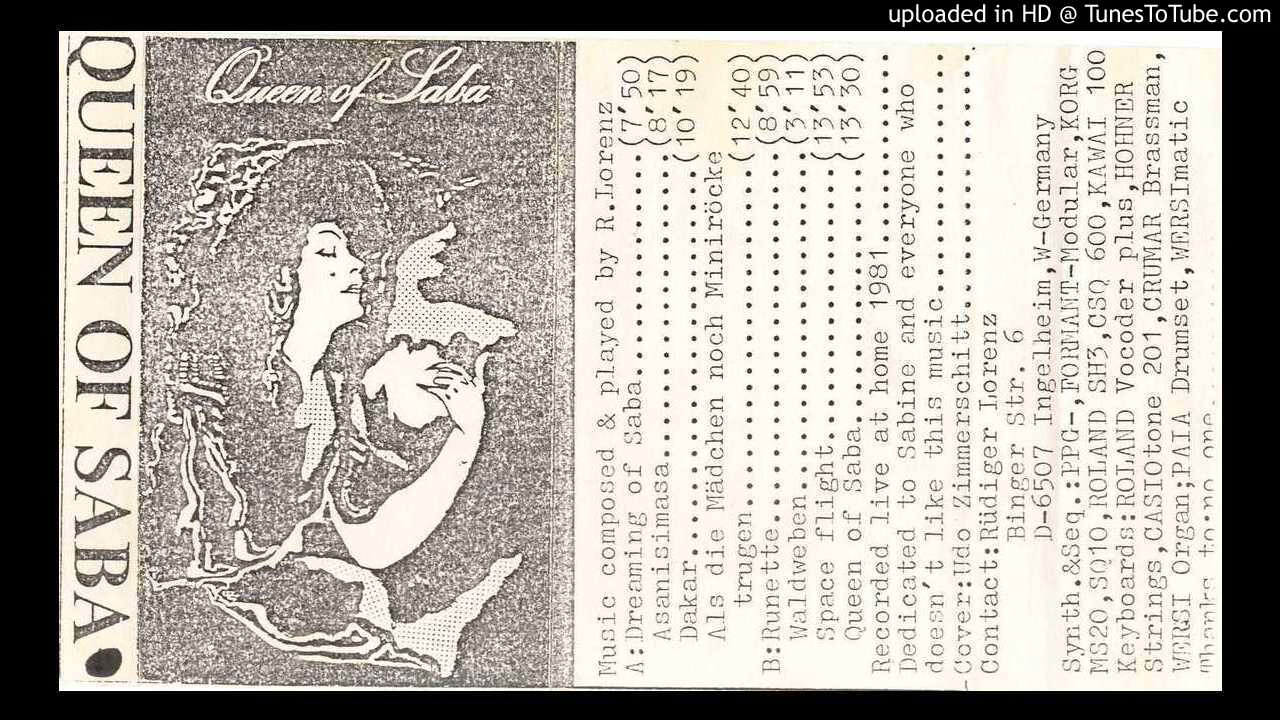 uploaded in HD @ TunesToTube.com
QUEEN OF SABA
Queen of Saba
Music composed & played by R.Lorenz
A:Dreaming of Saba..................(7'50)
Asanisimasa.....................(8'17)
Dakar..........................(10'19)
Als die Mädchen noch Miniröcke
trugen.......................(12'40)
B:Runette..........................(8'59)
Waldweben.......................(3'11)
Space flight...................(13'53)
Queen of Saba..................(13'30)
Recorded live at home 1981..............
Dedicated to Sabine and everyone who
doesn't like this music.................
Cover:Udo Zimmerschitt..................
Contact:Rüdiger Lorenz
Binger Str. 6
D-6507 Ingelheim,W-Germany
Synth.&Seq.:PPG-,FORMANT-Modular,KORG
MS20,SQ10,ROLAND SH3,CSQ 600,KAWAI 100
Keyboards:ROLAND Vocoder plus,HOHNER
Strings,CASIOtone 201,CRUMAR Brassman,
WERSI Organ;PAIA Drumset,WERSImatic
Thanks to:no one.